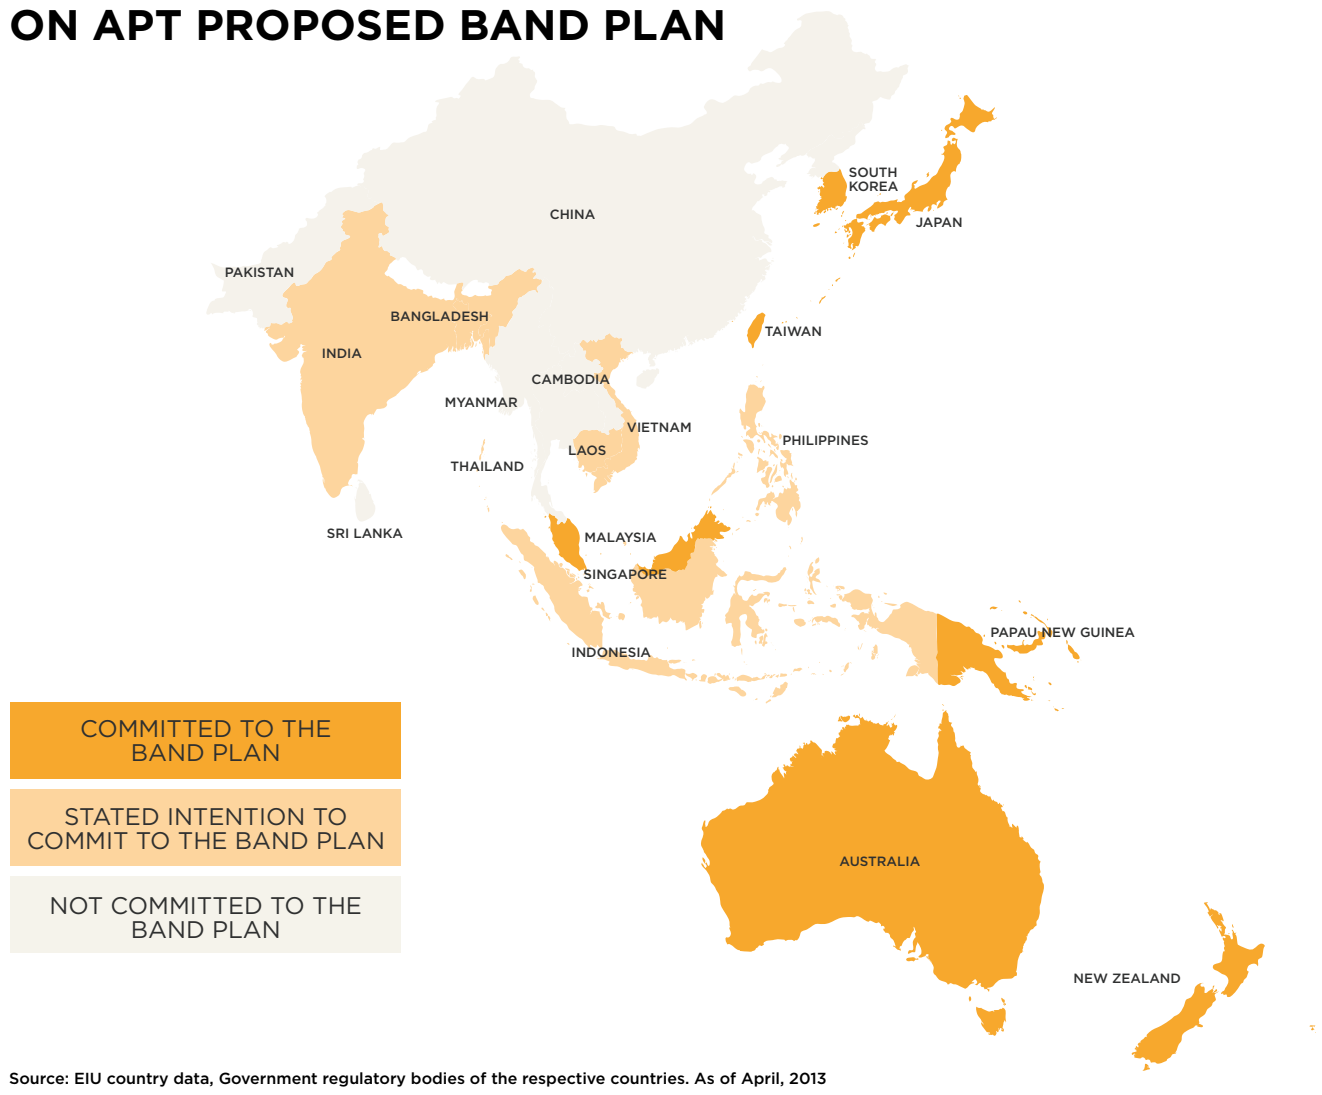 ON APT PROPOSED BAND PLAN
SOUTH
KOREA
CHINA
JAPAN
PAKISTAN
BANGLADESH
TAIWAN
INDIA
CAMBODIA
MYANMAR
VIETNAM
PHILIPPINES
LAOS
THAILAND
SRI LANKA
MALAYSIA
SINGAPORE
PAPAU NEW GUINEA
INDONESIA
COMMITTED TO THE
BAND PLAN
STATED INTENTION TO
COMMIT TO THE BAND PLAN
NOT COMMITTED TO THE
BAND PLAN
AUSTRALIA
NEW ZEALAND
Source: EIU country data, Government regulatory bodies of the respective countries. As of April, 2013